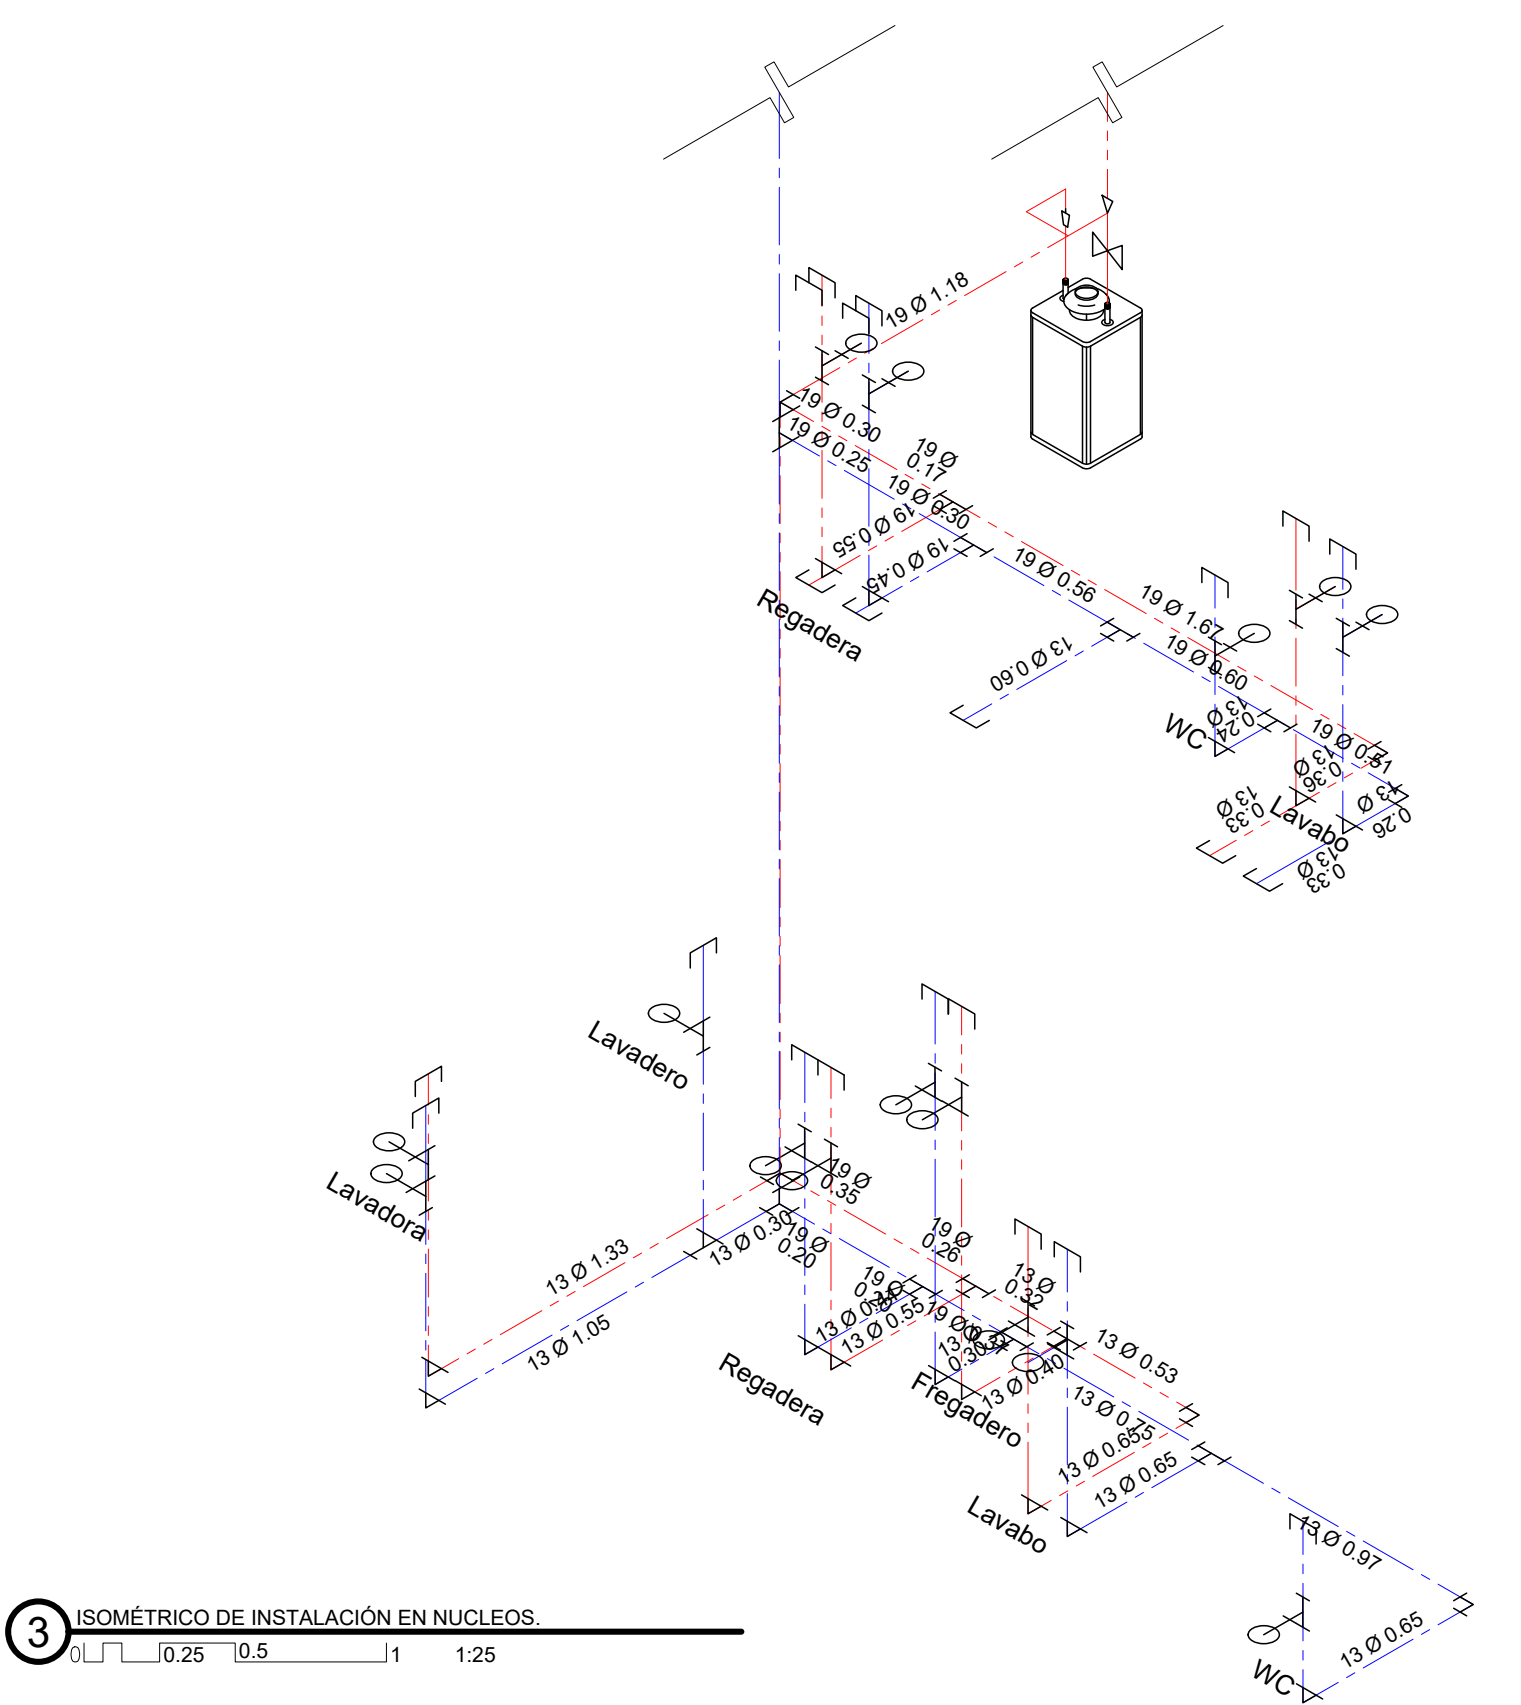 19 Ø 1.18
19 Ø 0.30
19 Ø 0.25
19 Ø
0.17
19 Ø 0.30
19 Ø 0.55
19 Ø 0.45
Regadera
19 Ø 0.56
19 Ø 1.67
19 Ø 0.60
13 Ø 0.60
13 Ø
0.24
WC
19 Ø 0.51
13 Ø
0.36
13 Ø
0.33
Lavabo
13 Ø
0.26
13 Ø
0.33
Lavadero
Lavadora
19 Ø
0.35
13 Ø 1.33
13 Ø 0.30
19 Ø
0.20
13 Ø 1.05
19 Ø
0.26
19 Ø
13 Ø
0.32
13 Ø 0.55
Regadera
13 Ø
0.30
13 Ø 0.40
Fregadero
13 Ø 0.53
13 Ø 0.75
13 Ø 0.65
13 Ø 0.65
Lavabo
13 Ø 0.97
13 Ø 0.65
WC
3
ISOMÉTRICO DE INSTALACIÓN EN NUCLEOS.
0 0.25 0.5 1 1:25